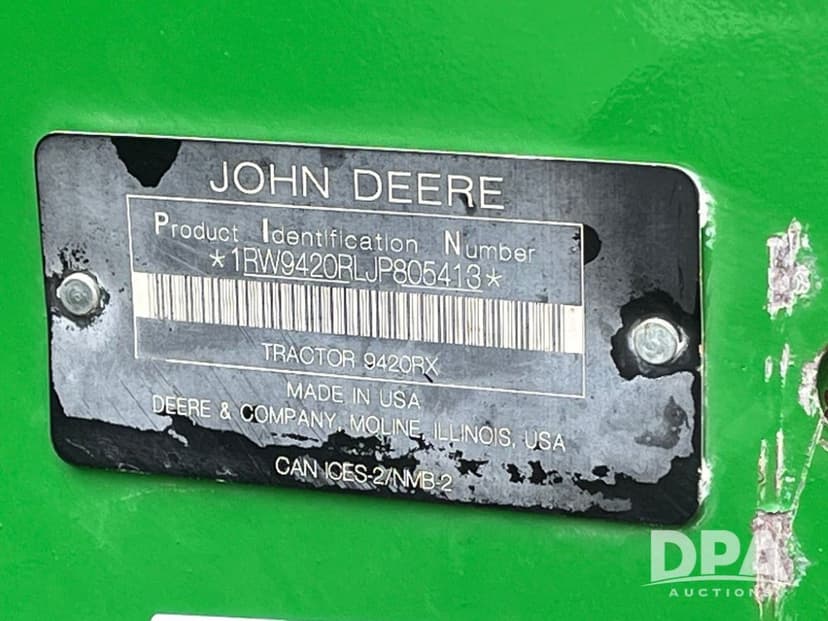 JOHN DEERE
Product Identification Number
*1RW9420RLJP805413*
TRACTOR 9420RX
MADE IN USA
DEERE & COMPANY, MOLINE, ILLINOIS, USA
CAN ICES-2/NMB-2
DPA
AUCTIONS